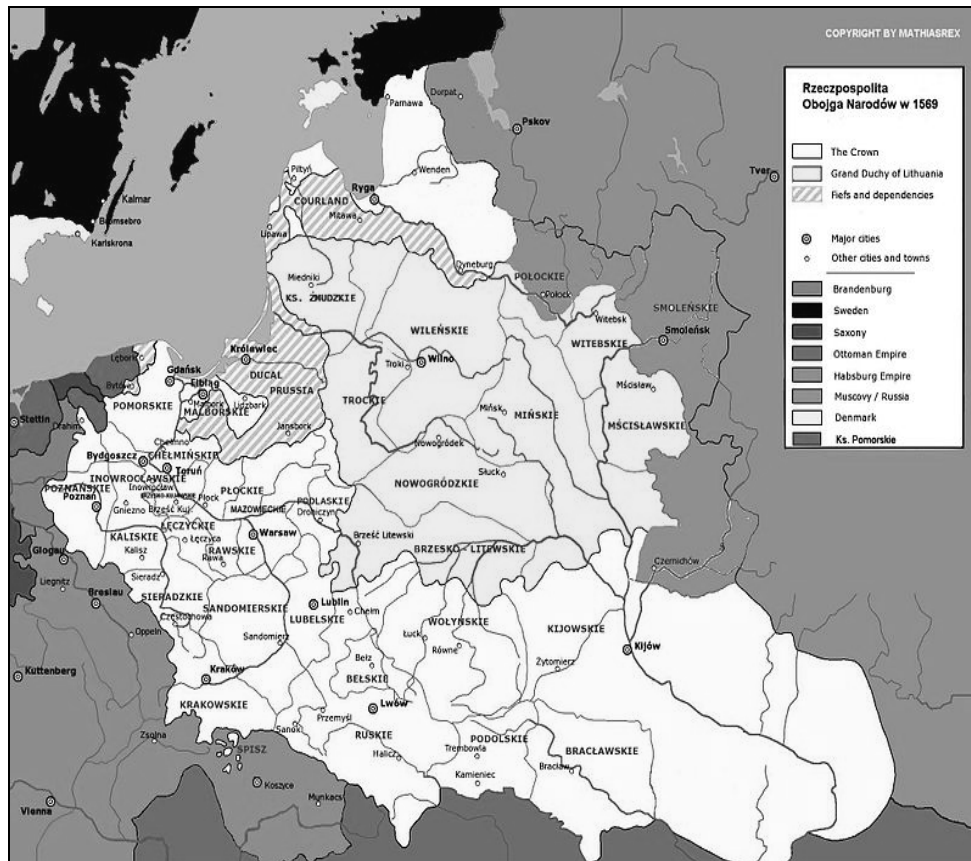 COPYRIGHT BY MATHIASREX
Rzeczpospolita
Obojga Narodów w 1569
The Crown
Grand Duchy of Lithuania
Fiefs and dependencies
Major cities
Other cities and towns
Brandenburg
Sweden
Saxony
Ottoman Empire
Habsburg Empire
Muscovy / Russia
Denmark
Ks. Pomorskie
Parnawa
Dorpat
Pskov
Tver
Piltyń
Wenden
Ryga
COURLAND
Mitawa
Kalmar
Karlskrona
Lipawa
Dyneburg
Miedniki
KS. ŻMUDZKIE
POŁOCKIE
Połock
SMOLEŃSKIE
Witebsk
Smoleńsk
WILEŃSKIE
WITEBSKIE
Królewiec
Troki
Wilno
DUCAL
PRUSSIA
Lębork
Gdańsk
Bytów
Elbląg
Malbork
Lidzbark
POMORSKIE
MALBORSKIE
TROCKIE
Mińsk
MIŃSKIE
Mścisław
MŚCISŁAWSKIE
Stettin
Drahim
Jansbork
Chełmno
Nowogródek
Bydgoszcz
CHEŁMIŃSKIE
Toruń
Słuck
INOWROCŁAWSKIE
Inowrocław
POZNAŃSKIE
Poznań
PŁOCKIE
NOWOGRÓDZKIE
BRZESKO-KUJAWSKIE
Płock
PODLASKIE
Gniezno
Brześć Kuj.
MAZOWIECKIE
Drohiczyn
ŁĘCZYCKIE
KALISKIE
Łęczyca
Warsaw
Brześć Litewski
RAWSKIE
BRZESKO - LITEWSKIE
Glogau
Kalisz
Rawa
Czernichów
Liegnitz
Sieradz
SIERADZKIE
Breslau
SANDOMIERSKIE
Lublin
LUBELSKIE
Chełm
Częstochowa
WOŁYŃSKIE
KIJOWSKIE
Oppeln
Sandomierz
Łuck
Równe
Kijów
Bełz
Żytomierz
Kuttenberg
Kraków
BEŁSKIE
KRAKOWSKIE
Przemyśl
Lwów
Sanok
RUSKIE
PODOLSKIE
Zsolna
SPISZ
Halicz
Trembowla
BRACŁAWSKIE
Bracław
Koszyce
Kamieniec
Munkacs
Vienna